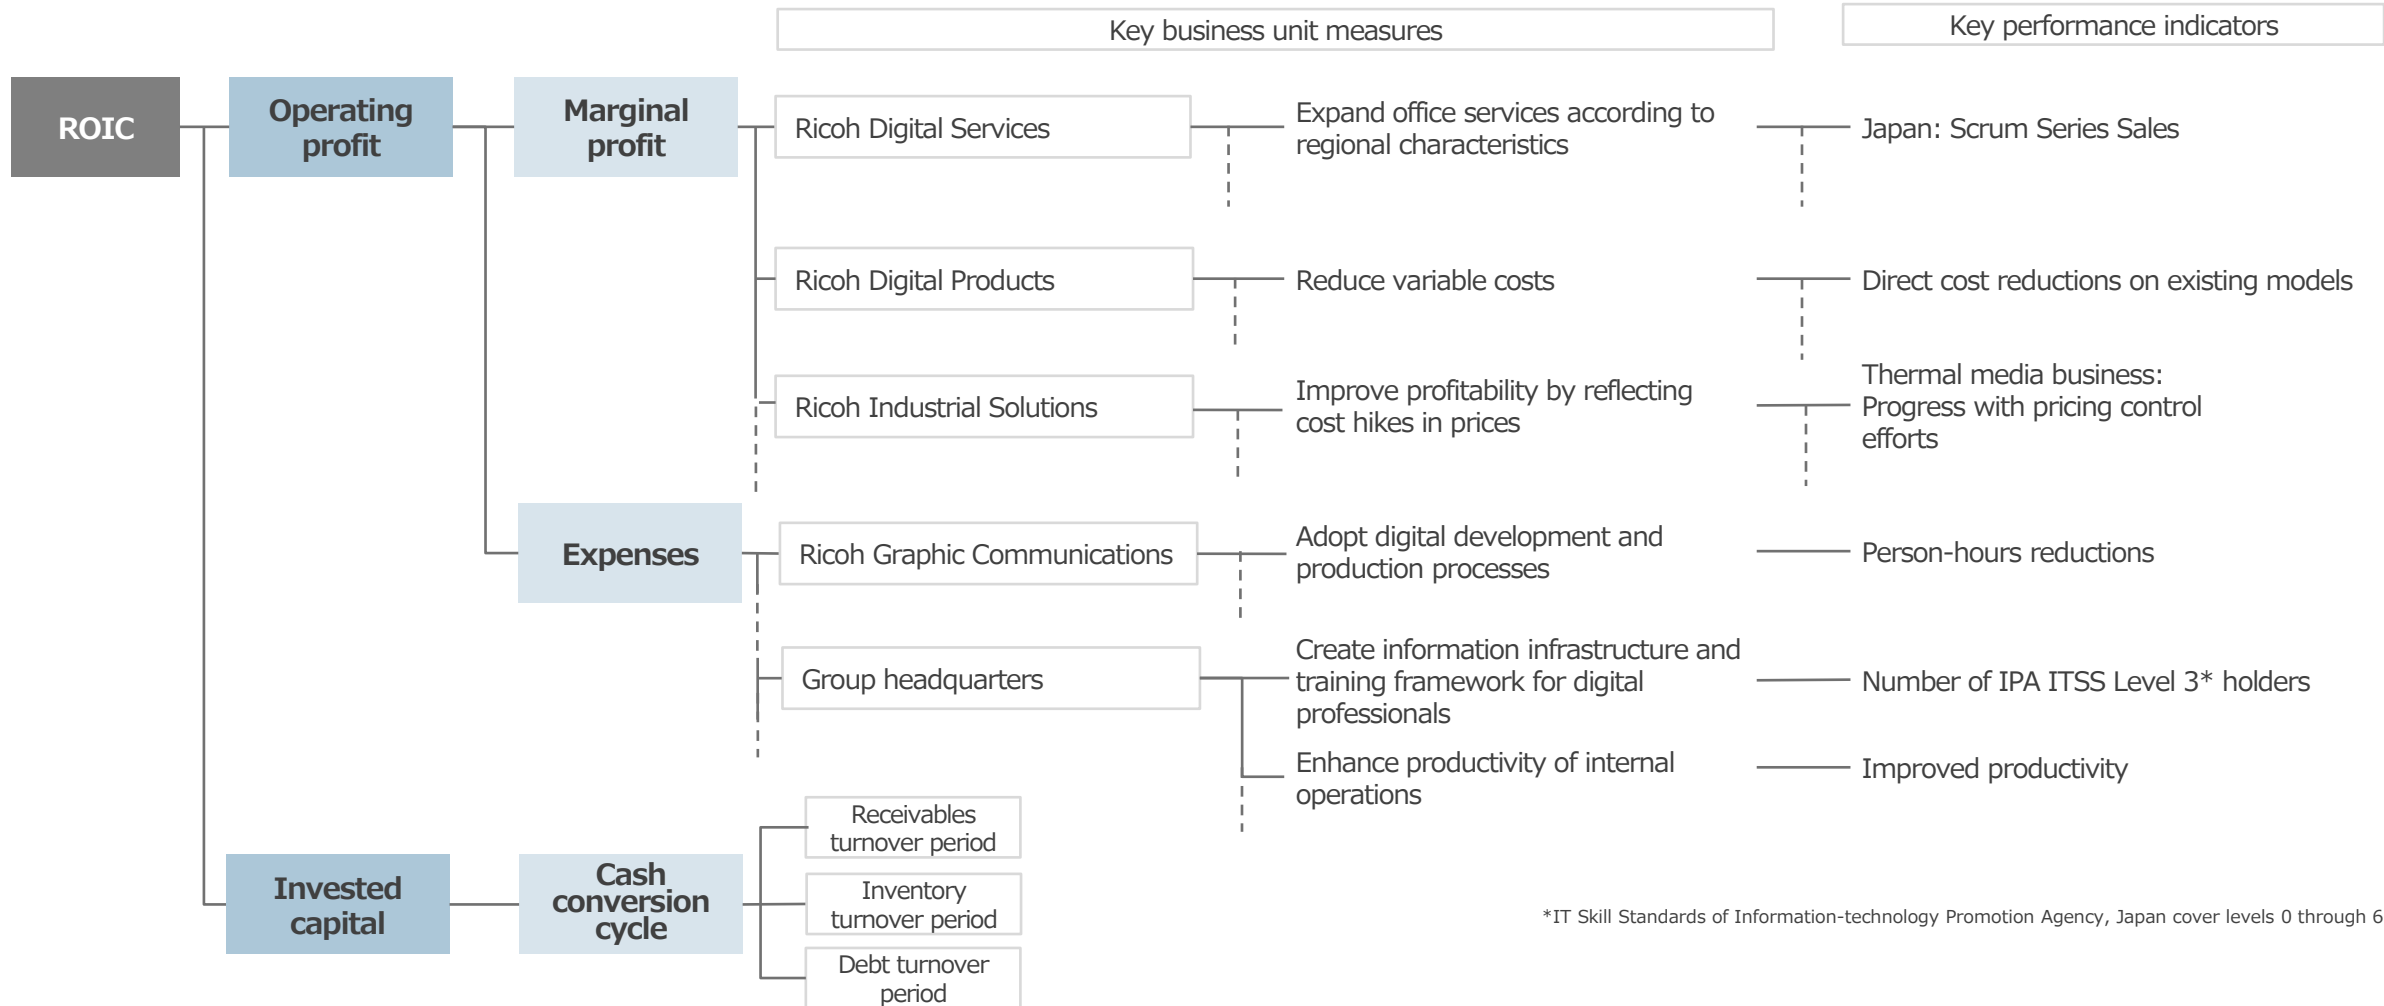 Key business unit measures
Key performance indicators
ROIC
Operating
profit
Marginal
profit
Ricoh Digital Services
Expand office services according to
regional characteristics
Japan: Scrum Series Sales
Ricoh Digital Products
Reduce variable costs
Direct cost reductions on existing models
Ricoh Industrial Solutions
Improve profitability by reflecting
cost hikes in prices
Thermal media business:
Progress with pricing control
efforts
Expenses
Ricoh Graphic Communications
Adopt digital development and
production processes
Person-hours reductions
Group headquarters
Create information infrastructure and
training framework for digital
professionals
Number of IPA ITSS Level 3* holders
Enhance productivity of internal
operations
Improved productivity
Invested
capital
Cash
conversion
cycle
Receivables
turnover period
Inventory
turnover period
Debt turnover
period
*IT Skill Standards of Information-technology Promotion Agency, Japan cover levels 0 through 6